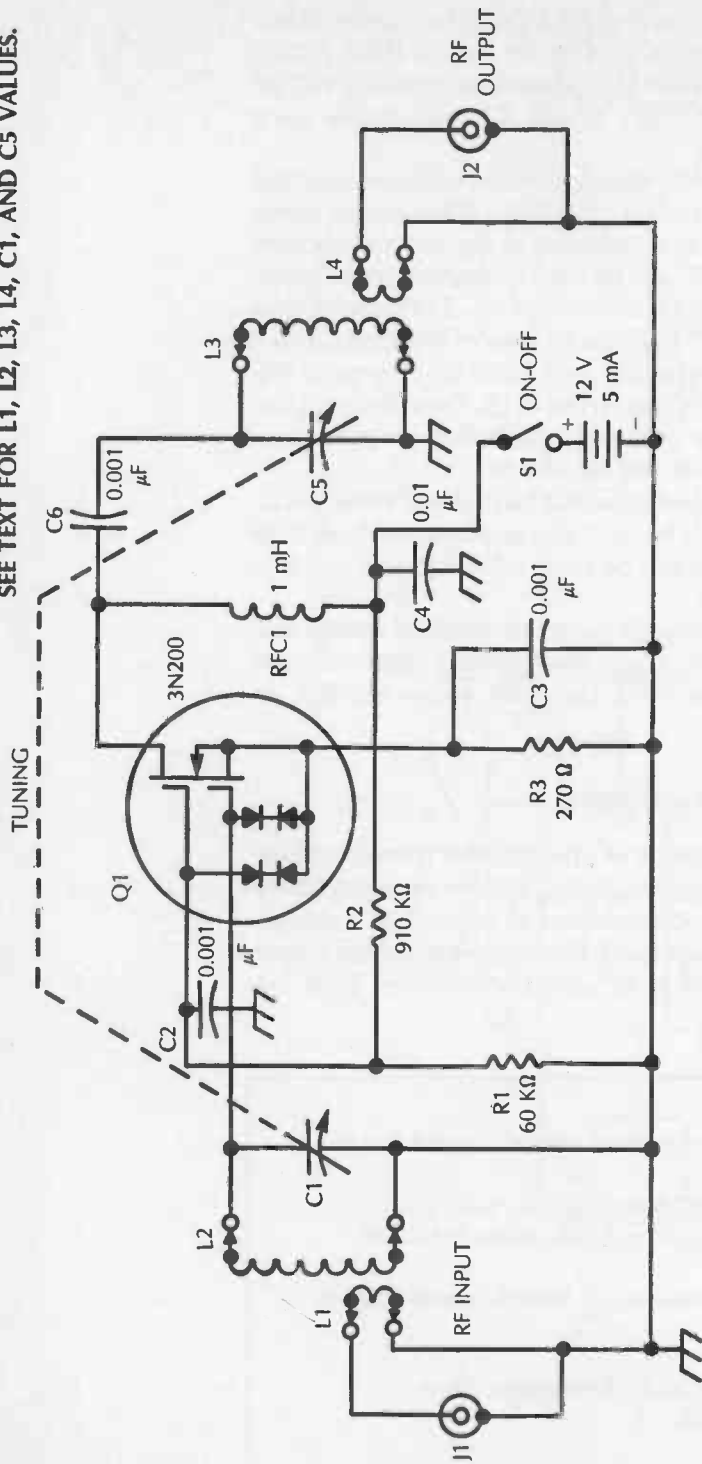 SEE TEXT FOR L1, L2, L3, L4, C1, AND C5 VALUES.
TUNING
C6
0.001
µF
Q1
3N200
RFC1
1 mH
L3
L4
J2
RF
OUTPUT
C5
C2
0.001
µF
R2
910 KΩ
C4
0.01
µF
ON-OFF
S1
+
12 V
5 mA
-
C3
0.001
µF
R3
270 Ω
R1
60 KΩ
C1
L2
L1
RF INPUT
J1